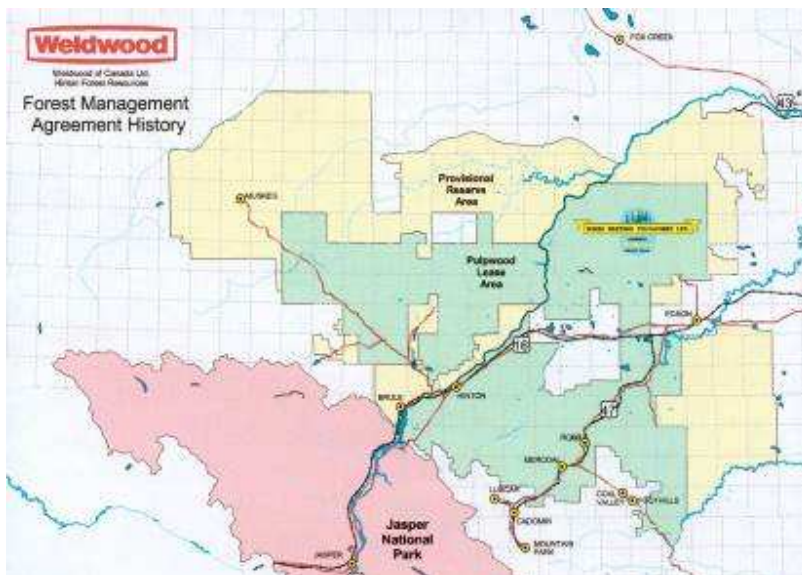 Weldwood
Weldwood of Canada Ltd.
Hinton Forest Resources
Forest Management
Agreement History
FOX CREEK
43
Provisional
Reserve
Area
MUSKEG
Pulpwood
Lease
Area
EDSON
16
BRULE
HINTON
47
ROBB
MERCOAL
LUSCAR
COAL
VALLEY
FOOTHILLS
CADOMIN
Jasper
National
Park
MOUNTAIN
PARK
JASPER